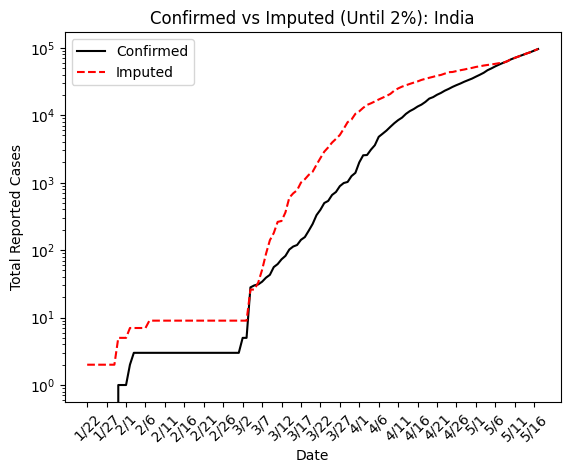 Confirmed vs Imputed (Until 2%): India
Confirmed
Imputed
Total Reported Cases
10^5
10^4
10^3
10^2
10^1
10^0
1/22 1/27 2/1 2/6 2/11 2/16 2/21 2/26 3/2 3/7 3/12 3/17 3/22 3/27 4/1 4/6 4/11 4/16 4/21 4/26 5/1 5/6 5/11 5/16
Date